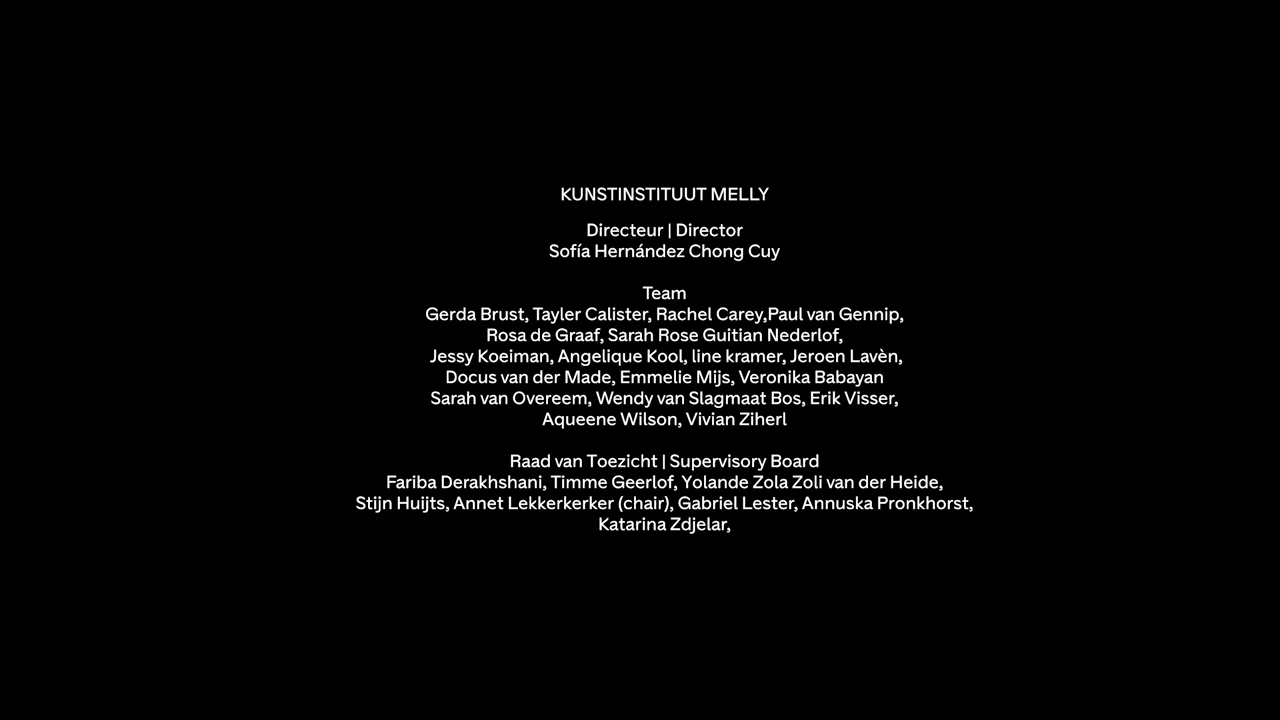 KUNSTINSTITUUT MELLY
Directeur | Director
Sofía Hernández Chong Cuy
Team
Gerda Brust, Tayler Calister, Rachel Carey,Paul van Gennip,
Rosa de Graaf, Sarah Rose Guitian Nederlof,
Jessy Koeiman, Angelique Kool, line kramer, Jeroen Lavèn,
Docus van der Made, Emmelie Mijs, Veronika Babayan
Sarah van Overeem, Wendy van Slagmaat Bos, Erik Visser,
Aqueene Wilson, Vivian Ziherl
Raad van Toezicht | Supervisory Board
Fariba Derakhshani, Timme Geerlof, Yolande Zola Zoli van der Heide,
Stijn Huijts, Annet Lekkerkerker (chair), Gabriel Lester, Annuska Pronkhorst,
Katarina Zdjelar,